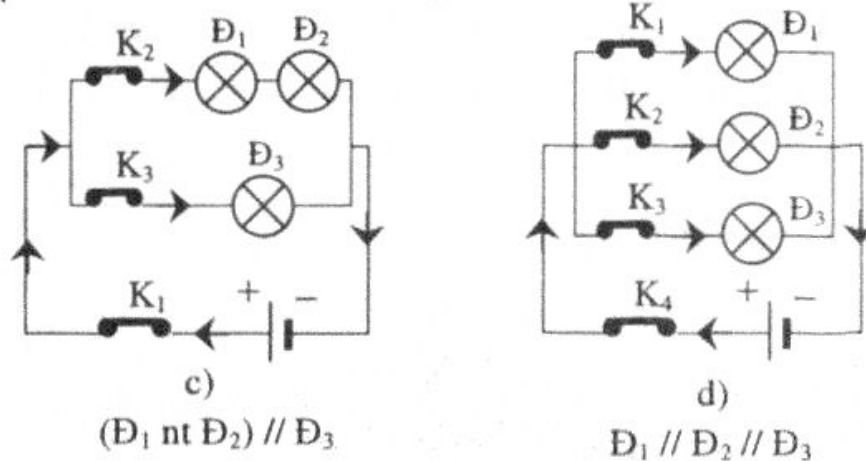 Đ₁ Đ₂
K₂
Đ₃
K₃
K₁
+ −
c)
(Đ₁ nt Đ₂) // Đ₃
K₁ Đ₁
K₂ Đ₂
K₃ Đ₃
K₄
+ −
d)
Đ₁ // Đ₂ // Đ₃